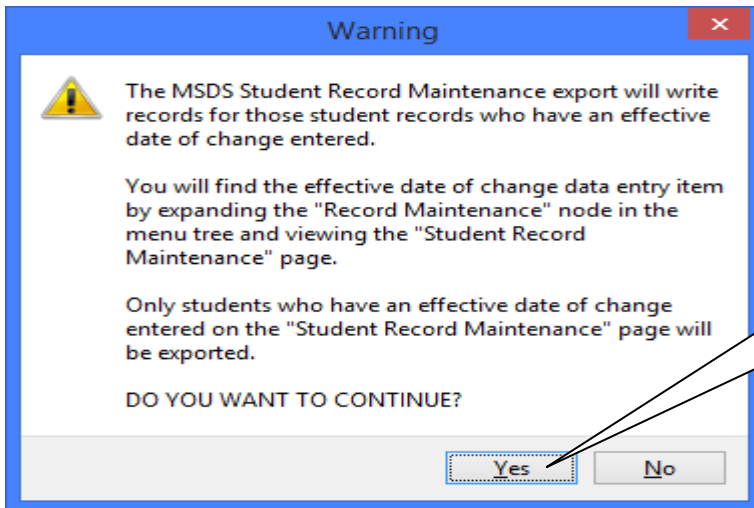 Warning
The MSDS Student Record Maintenance export will write
records for those student records who have an effective
date of change entered.
You will find the effective date of change data entry item
by expanding the "Record Maintenance" node in the
menu tree and viewing the "Student Record
Maintenance" page.
Only students who have an effective date of change
entered on the "Student Record Maintenance" page will
be exported.
DO YOU WANT TO CONTINUE?
Yes
No